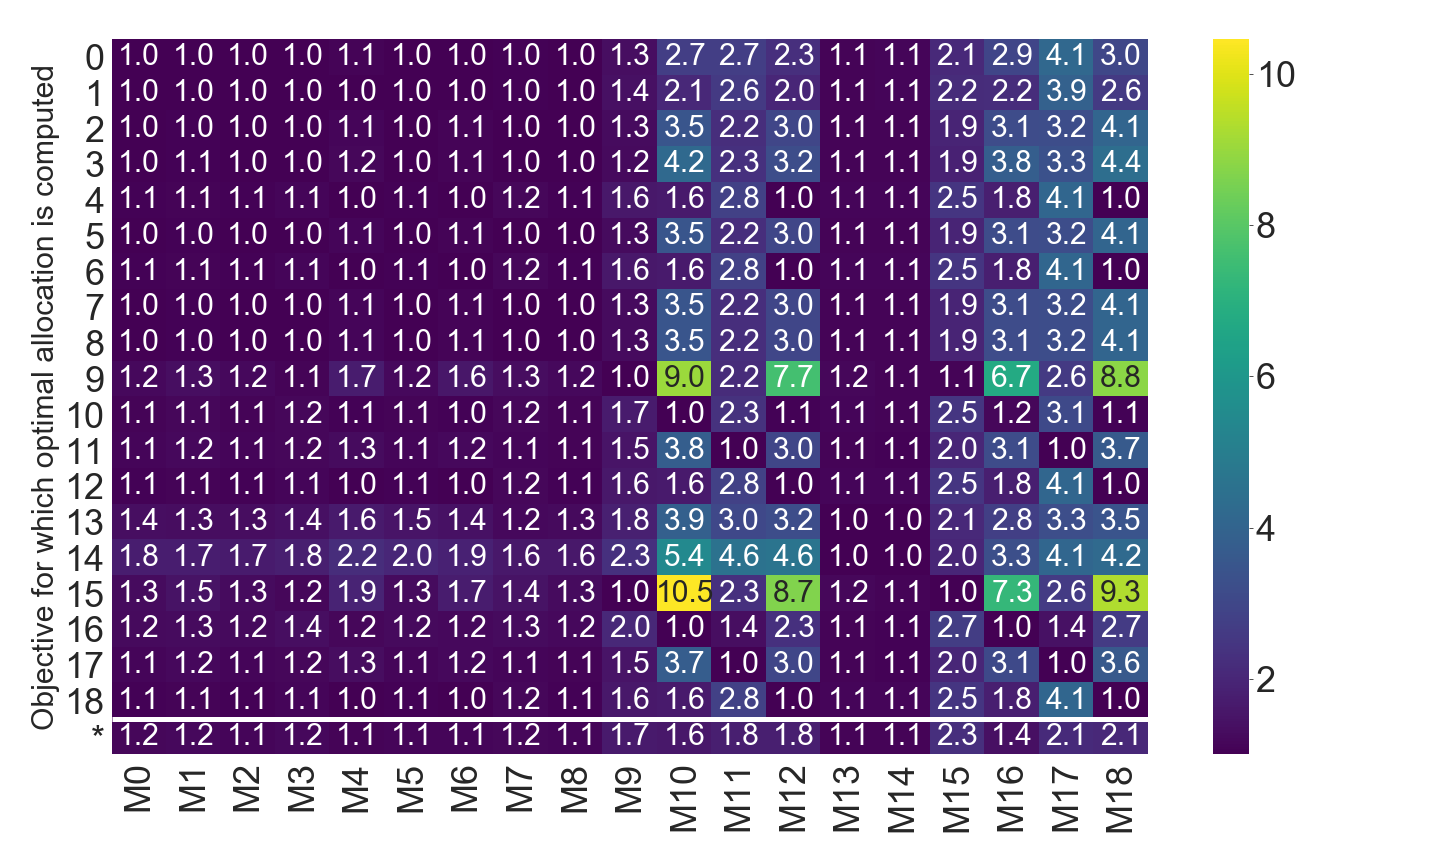 Objective for which optimal allocation is computed
0 1.0 1.0 1.0 1.0 1.1 1.0 1.0 1.0 1.0 1.3 2.7 2.7 2.3 1.1 1.1 2.1 2.9 4.1 3.0
1 1.0 1.0 1.0 1.0 1.0 1.0 1.0 1.0 1.0 1.4 2.1 2.6 2.0 1.1 1.1 2.2 2.2 3.9 2.6
2 1.0 1.0 1.0 1.0 1.1 1.0 1.1 1.0 1.0 1.3 3.5 2.2 3.0 1.1 1.1 1.9 3.1 3.2 4.1
3 1.0 1.1 1.0 1.0 1.2 1.0 1.1 1.0 1.0 1.2 4.2 2.3 3.2 1.1 1.1 1.9 3.8 3.3 4.4
4 1.1 1.1 1.1 1.1 1.0 1.1 1.0 1.2 1.1 1.6 1.6 2.8 1.0 1.1 1.1 2.5 1.8 4.1 1.0
5 1.0 1.0 1.0 1.0 1.1 1.0 1.1 1.0 1.0 1.3 3.5 2.2 3.0 1.1 1.1 1.9 3.1 3.2 4.1
6 1.1 1.1 1.1 1.1 1.0 1.1 1.0 1.2 1.1 1.6 1.6 2.8 1.0 1.1 1.1 2.5 1.8 4.1 1.0
7 1.0 1.0 1.0 1.0 1.1 1.0 1.1 1.0 1.0 1.3 3.5 2.2 3.0 1.1 1.1 1.9 3.1 3.2 4.1
8 1.0 1.0 1.0 1.0 1.1 1.0 1.1 1.0 1.0 1.3 3.5 2.2 3.0 1.1 1.1 1.9 3.1 3.2 4.1
9 1.2 1.3 1.2 1.1 1.7 1.2 1.6 1.3 1.2 1.0 9.0 2.2 7.7 1.2 1.1 1.1 6.7 2.6 8.8
10 1.1 1.1 1.1 1.2 1.1 1.1 1.0 1.2 1.1 1.7 1.0 2.3 1.1 1.1 1.1 2.5 1.2 3.1 1.1
11 1.1 1.2 1.1 1.1 1.3 1.1 1.2 1.1 1.1 1.5 3.8 1.0 3.0 1.1 1.1 2.0 3.1 1.0 3.7
12 1.1 1.1 1.1 1.1 1.0 1.1 1.0 1.2 1.1 1.6 1.6 2.8 1.0 1.1 1.1 2.5 1.8 4.1 1.0
13 1.4 1.3 1.3 1.4 1.6 1.5 1.4 1.2 1.3 1.8 3.9 3.0 3.2 1.0 1.0 2.1 2.8 3.3 3.5
14 1.8 1.7 1.7 1.8 2.2 2.0 1.9 1.6 1.6 2.3 5.4 4.6 4.6 1.0 1.0 2.0 3.3 4.1 4.2
15 1.3 1.5 1.3 1.2 1.9 1.3 1.7 1.4 1.3 1.0 10.5 2.3 8.7 1.2 1.1 1.0 7.3 2.6 9.3
16 1.2 1.3 1.2 1.4 1.2 1.2 1.2 1.3 1.2 2.0 1.0 1.4 2.3 1.1 1.1 2.7 1.0 1.4 2.7
17 1.1 1.2 1.1 1.1 1.3 1.1 1.2 1.1 1.1 1.5 3.7 1.0 3.0 1.1 1.1 2.0 3.1 1.0 3.6
18 1.1 1.1 1.1 1.1 1.0 1.1 1.0 1.2 1.1 1.6 1.6 2.8 1.0 1.1 1.1 2.5 1.8 4.1 1.0
* 1.2 1.2 1.1 1.2 1.1 1.1 1.1 1.2 1.1 1.7 1.6 1.8 1.8 1.1 1.1 2.3 1.4 2.1 2.1
M0 M1 M2 M3 M4 M5 M6 M7 M8 M9 M10 M11 M12 M13 M14 M15 M16 M17 M18
10
8
6
4
2